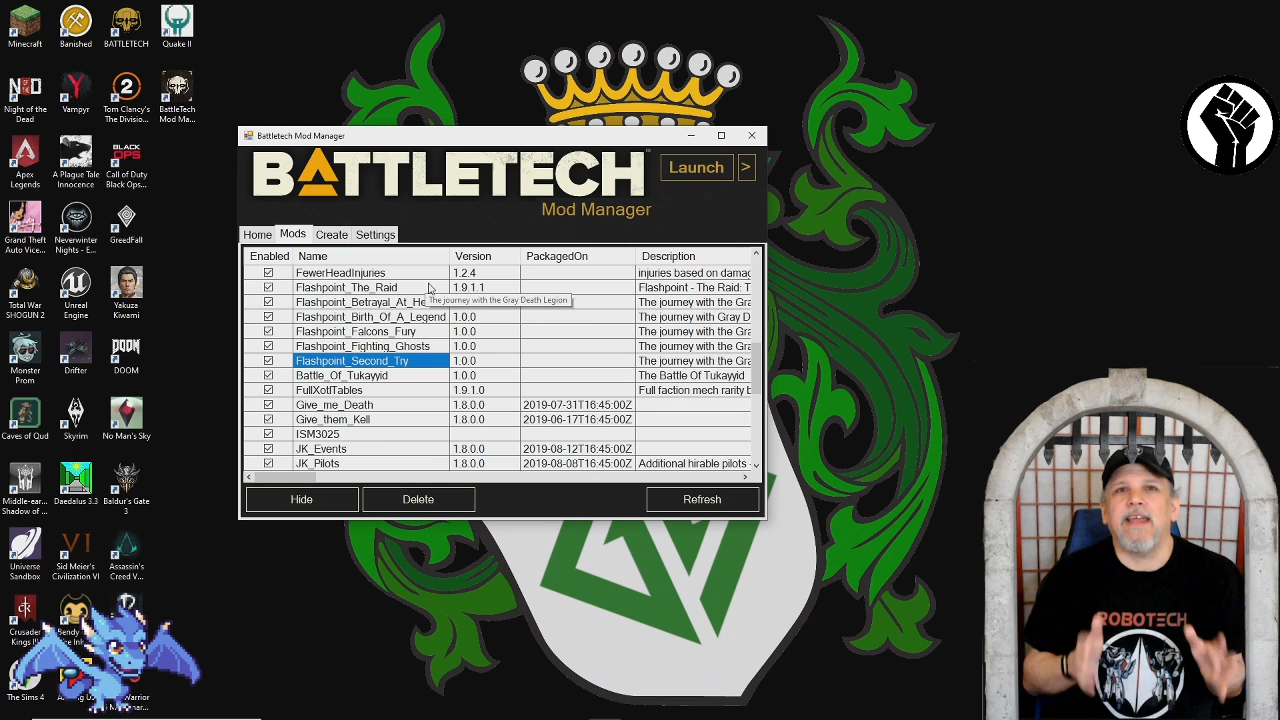 Minecraft
Banished
BATTLETECH
Quake II
Night of the Dead
Vampyr
Tom Clancy's The Divisio...
BattleTech Mod Ma...
Apex Legends
A Plague Tale Innocence
BLACK OPS
Call of Duty Black Ops...
Grand Theft Auto Vice...
Neverwinter Nights - E...
GreedFall
Total War SHOGUN 2
Unreal Engine
Yakuza Kiwami
Monster Prom
Drifter
DOOM
DOOM
Caves of Qud
Skyrim
No Man's Sky
Middle-ear... Shadow of ...
Daedalus 3.3
Baldur's Gate 3
Universe Sandbox
VI
Sid Meier's Civilization VI
Assassin's Creed V...
Crusader Kings II
Bendy
The Sims 4
Battletech Mod Manager
BATTLETECH
Mod Manager
Launch >
Home Mods Create Settings
Enabled Name Version PackagedOn Description
FewerHeadInjuries 1.2.4 injuries based on damag
Flashpoint_The_Raid 1.9.1.1 Flashpoint - The Raid: T
Flashpoint_Betrayal_At_He The journey with the Gra
The journey with the Gray Death Legion
Flashpoint_Birth_Of_A_Legend 1.0.0 The journey with Gray D
Flashpoint_Falcons_Fury 1.0.0 The journey with the Gra
Flashpoint_Fighting_Ghosts 1.0.0 The journey with the Gra
Flashpoint_Second_Try 1.0.0 The journey with the Gra
Battle_Of_Tukayyid 1.0.0 The Battle Of Tukayyid
FullXotlTables 1.9.1.0 Full faction mech rarity b
Give_me_Death 1.8.0.0 2019-07-31T16:45:00Z
Give_them_Kell 1.8.0.0 2019-06-17T16:45:00Z
ISM3025
JK_Events 1.8.0.0 2019-08-12T16:45:00Z
JK_Pilots 1.8.0.0 2019-08-08T16:45:00Z Additional hirable pilots
Hide Delete Refresh
ROBOTECH